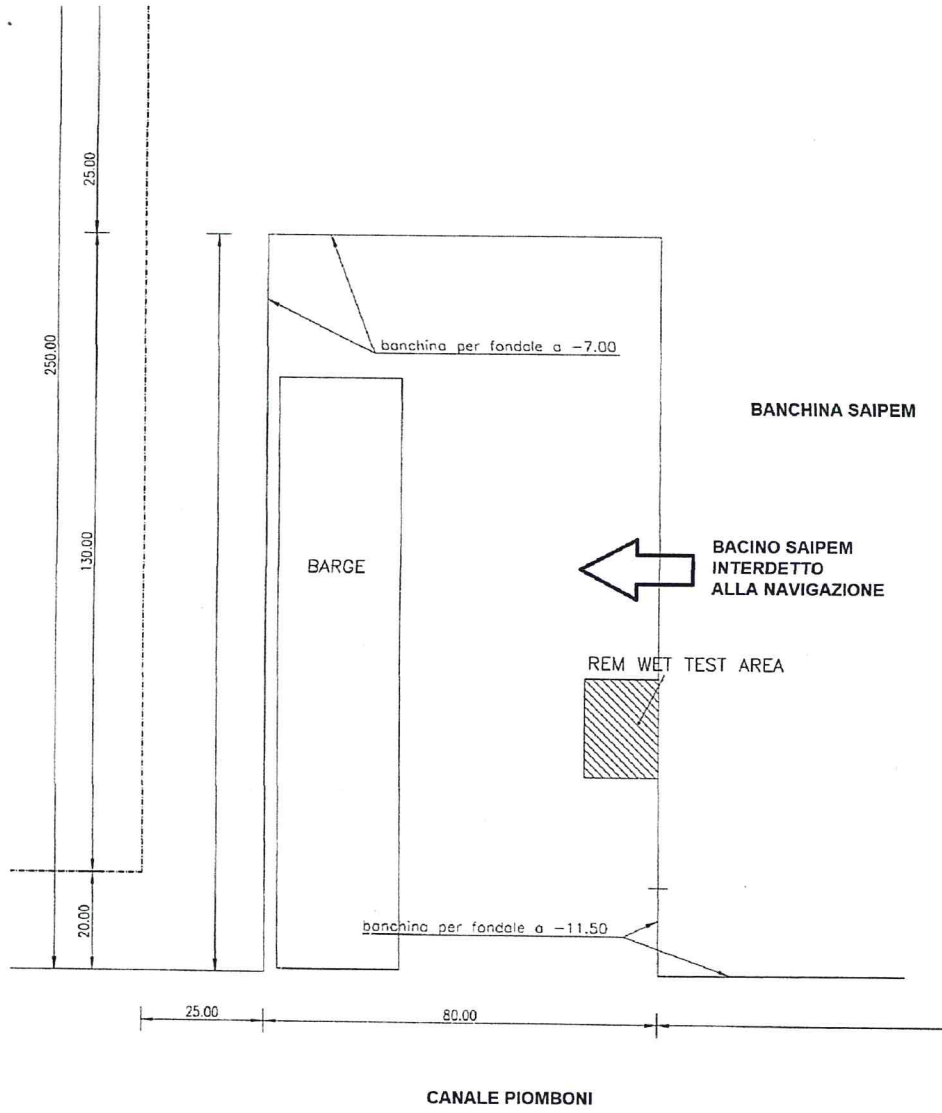 25.00
250.00
banchina per fondale a -7.00
BANCHINA SAIPEM
130.00
BARGE
BACINO SAIPEM
INTERDETTO
ALLA NAVIGAZIONE
REM WET TEST AREA
20.00
banchina per fondale a -11.50
25.00
80.00
CANALE PIOMBONI